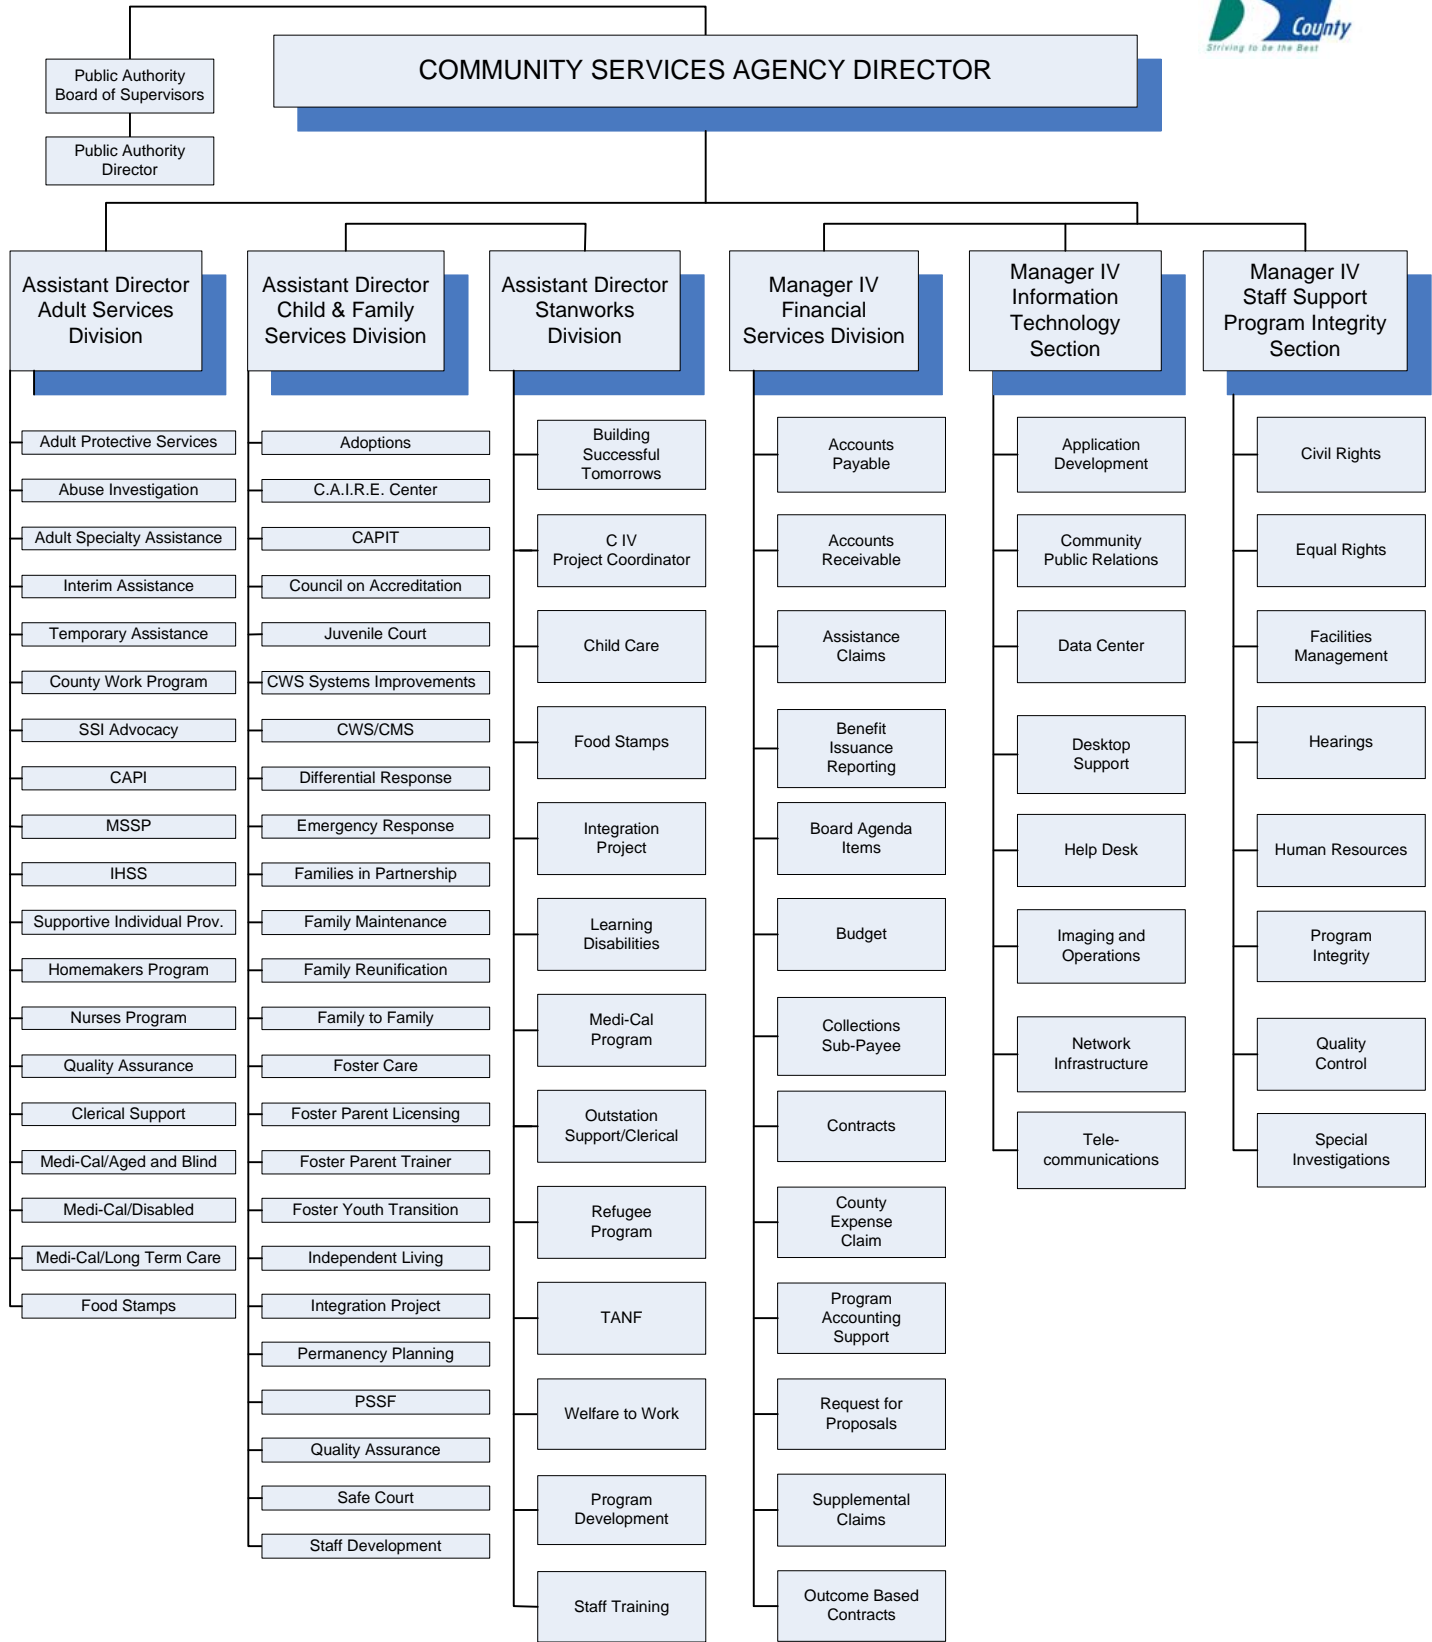 County
Striving to be the Best
COMMUNITY SERVICES AGENCY DIRECTOR
Public Authority
Board of Supervisors
Public Authority
Director
Assistant Director
Adult Services
Division
Adult Protective Services
Abuse Investigation
Adult Specialty Assistance
Interim Assistance
Temporary Assistance
County Work Program
SSI Advocacy
CAPI
MSSP
IHSS
Supportive Individual Prov.
Homemakers Program
Nurses Program
Quality Assurance
Clerical Support
Medi-Cal/Aged and Blind
Medi-Cal/Disabled
Medi-Cal/Long Term Care
Food Stamps
Assistant Director
Child & Family
Services Division
Adoptions
C.A.I.R.E. Center
CAPIT
Council on Accreditation
Juvenile Court
CWS Systems Improvements
CWS/CMS
Differential Response
Emergency Response
Families in Partnership
Family Maintenance
Family Reunification
Family to Family
Foster Care
Foster Parent Licensing
Foster Parent Trainer
Foster Youth Transition
Independent Living
Integration Project
Permanency Planning
PSSF
Quality Assurance
Safe Court
Staff Development
Assistant Director
Stanworks
Division
Building
Successful
Tomorrows
C IV
Project Coordinator
Child Care
Food Stamps
Integration
Project
Learning
Disabilities
Medi-Cal
Program
Outstation
Support/Clerical
Refugee
Program
TANF
Welfare to Work
Program
Development
Staff Training
Manager IV
Financial
Services Division
Accounts
Payable
Accounts
Receivable
Assistance
Claims
Benefit
Issuance
Reporting
Board Agenda
Items
Budget
Collections
Sub-Payee
Contracts
County
Expense
Claim
Program
Accounting
Support
Request for
Proposals
Supplemental
Claims
Outcome Based
Contracts
Manager IV
Information
Technology
Section
Application
Development
Community
Public Relations
Data Center
Desktop
Support
Help Desk
Imaging and
Operations
Network
Infrastructure
Tele-
communications
Manager IV
Staff Support
Program Integrity
Section
Civil Rights
Equal Rights
Facilities
Management
Hearings
Human Resources
Program
Integrity
Quality
Control
Special
Investigations